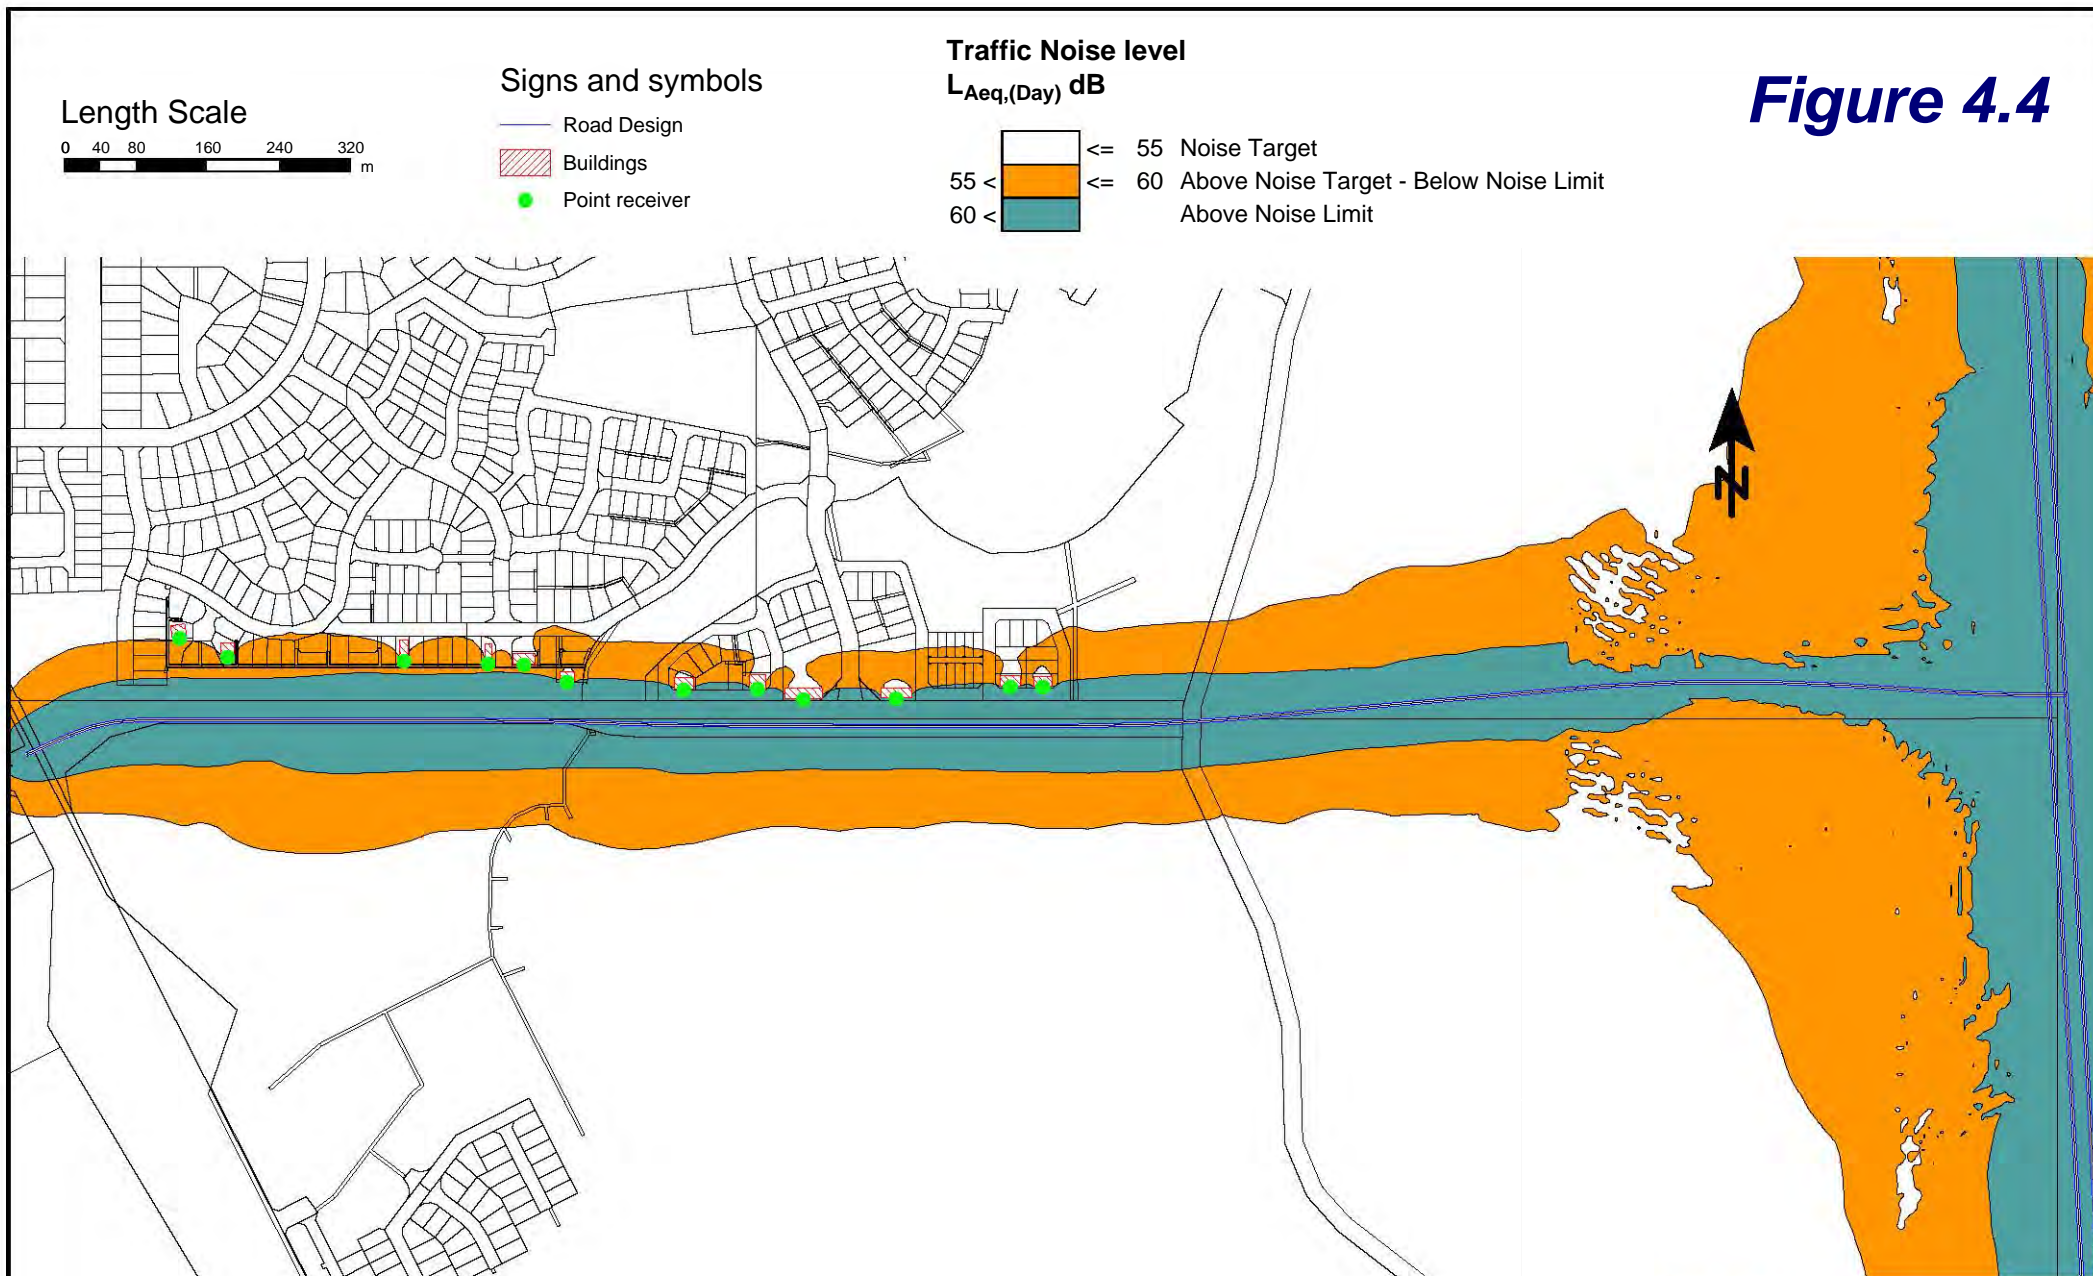 Figure 4.4
Length Scale
0 40 80 160 240 320
m
Signs and symbols
Road Design
Buildings
Point receiver
Traffic Noise level
LAeq,(Day) dB
<= 55 Noise Target
55 < <= 60 Above Noise Target - Below Noise Limit
60 < Above Noise Limit
N